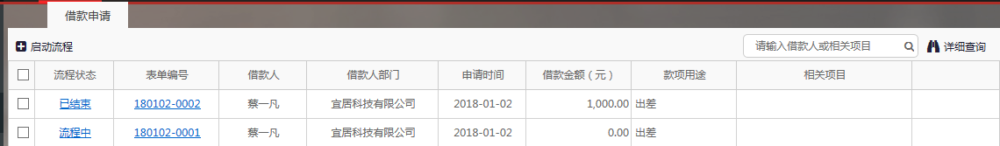 借款申请
启动流程 请输入借款人或相关项目 详细查询
流程状态 表单编号 借款人 借款人部门 申请时间 借款金额（元） 款项用途 相关项目
已结束 180102-0002 蔡一凡 宜居科技有限公司 2018-01-02 1,000.00 出差
流程中 180102-0001 蔡一凡 宜居科技有限公司 2018-01-02 0.00 出差